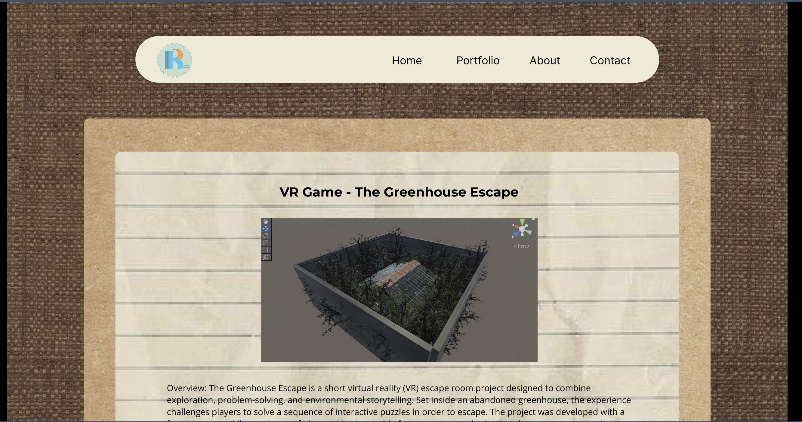 R
Home Portfolio About Contact
VR Game - The Greenhouse Escape
Overview: The Greenhouse Escape is a short virtual reality (VR) escape room project designed to combine
exploration, problem-solving, and environmental storytelling. Set inside an abandoned greenhouse, the experience
challenges players to solve a sequence of interactive puzzles in order to escape. The project was developed with a